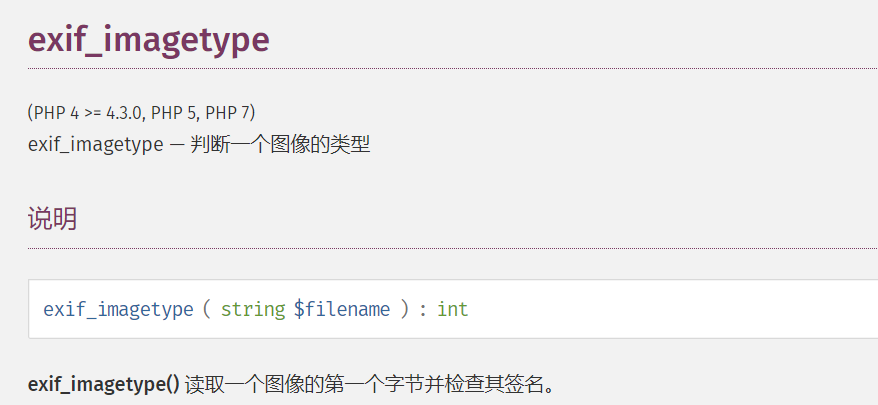 exif_imagetype
(PHP 4 >= 4.3.0, PHP 5, PHP 7)
exif_imagetype — 判断一个图像的类型
说明
exif_imagetype ( string $filename ) : int
exif_imagetype() 读取一个图像的第一个字节并检查其签名。